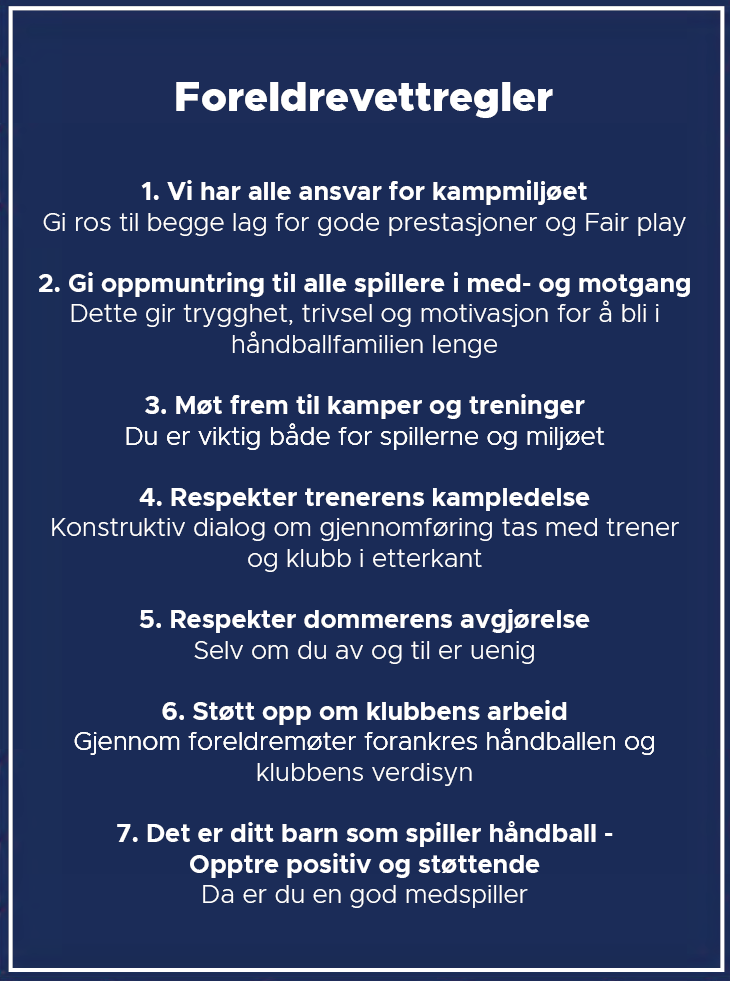 Foreldrevettregler
1. Vi har alle ansvar for kampmiljøet
Gi ros til begge lag for gode prestasjoner og Fair play
2. Gi oppmuntring til alle spillere i med- og motgang
Dette gir trygghet, trivsel og motivasjon for å bli i
håndballfamilien lenge
3. Møt frem til kamper og treninger
Du er viktig både for spillerne og miljøet
4. Respekter trenerens kampledelse
Konstruktiv dialog om gjennomføring tas med trener
og klubb i etterkant
5. Respekter dommerens avgjørelse
Selv om du av og til er uenig
6. Støtt opp om klubbens arbeid
Gjennom foreldremøter forankres håndballen og
klubbens verdisyn
7. Det er ditt barn som spiller håndball -
Opptre positiv og støttende
Da er du en god medspiller